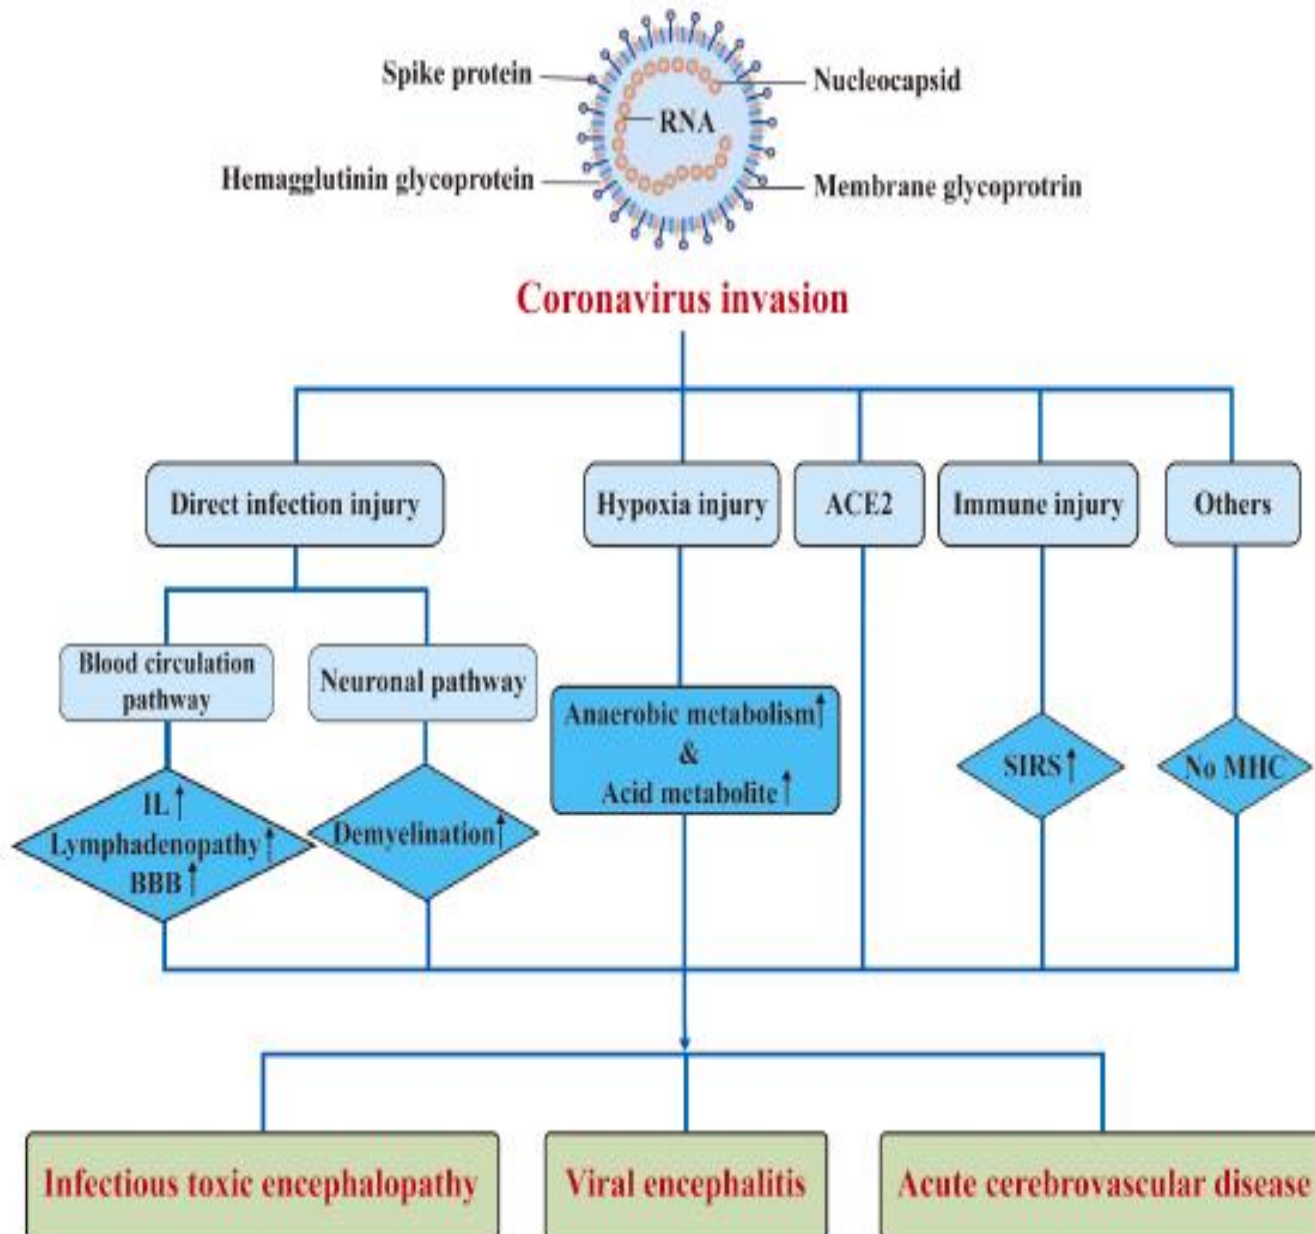 Spike protein
Nucleocapsid
RNA
Hemagglutinin glycoprotein
Membrane glycoprotrin
Coronavirus invasion
Direct infection injury
Hypoxia injury
ACE2
Immune injury
Others
Blood circulation
pathway
Neuronal pathway
IL↑
Lymphadenopathy↑
BBB↑
Demyelination↑
Anaerobic metabolism↑
&
Acid metabolite↑
SIRS↑
No MHC
Infectious toxic encephalopathy
Viral encephalitis
Acute cerebrovascular disease